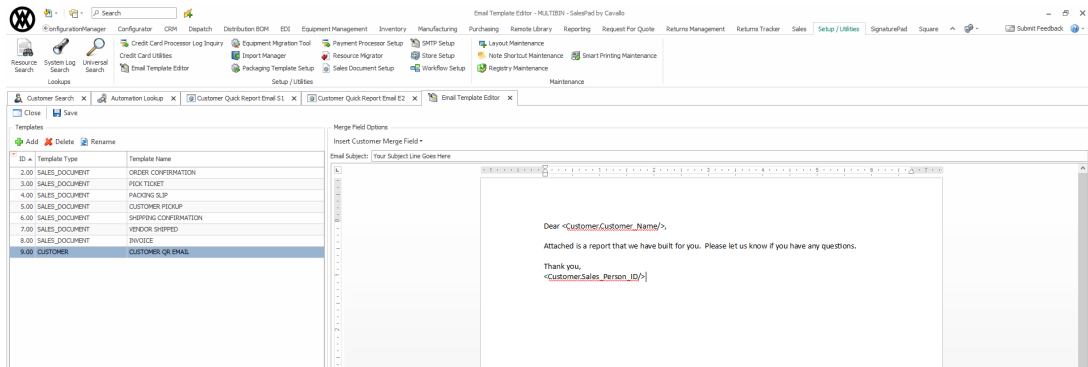 Search
Email Template Editor - MULTIBIN - SalesPad by Cavallo
ConfigurationManager Configurator CRM Dispatch Distribution BOM EDI Equipment Management Inventory Manufacturing Purchasing Remote Library Reporting Request For Quote Returns Management Returns Tracker Sales Setup / Utilities SignaturePad Square Submit Feedback
Resource Search
System Log Search
Universal Search
Lookups
Credit Card Processor Log Inquiry Equipment Migration Tool Payment Processor Setup SMTP Setup Layout Maintenance
Credit Card Utilities Import Manager Resource Migrator Store Setup Note Shortcut Maintenance Smart Printing Maintenance
Email Template Editor Packaging Template Setup Sales Document Setup Workflow Setup Registry Maintenance
Setup / Utilities
Maintenance
Customer Search Automation Lookup Customer Quick Report Email S1 Customer Quick Report Email E2 Email Template Editor
Close Save
Templates
Add Delete Rename
ID Template Type Template Name
2.00 SALES_DOCUMENT ORDER CONFIRMATION
3.00 SALES_DOCUMENT PICK TICKET
4.00 SALES_DOCUMENT PACKING SLIP
5.00 SALES_DOCUMENT CUSTOMER PICKUP
6.00 SALES_DOCUMENT SHIPPING CONFIRMATION
7.00 SALES_DOCUMENT VENDOR SHIPPED
8.00 SALES_DOCUMENT INVOICE
9.00 CUSTOMER CUSTOMER QR EMAIL
Merge Field Options
Insert Customer Merge Field
Email Subject: Your Subject Line Goes Here
Dear <Customer.Customer_Name/>,
Attached is a report that we have built for you. Please let us know if you have any questions.
Thank you,
<Customer.Sales_Person_ID/>